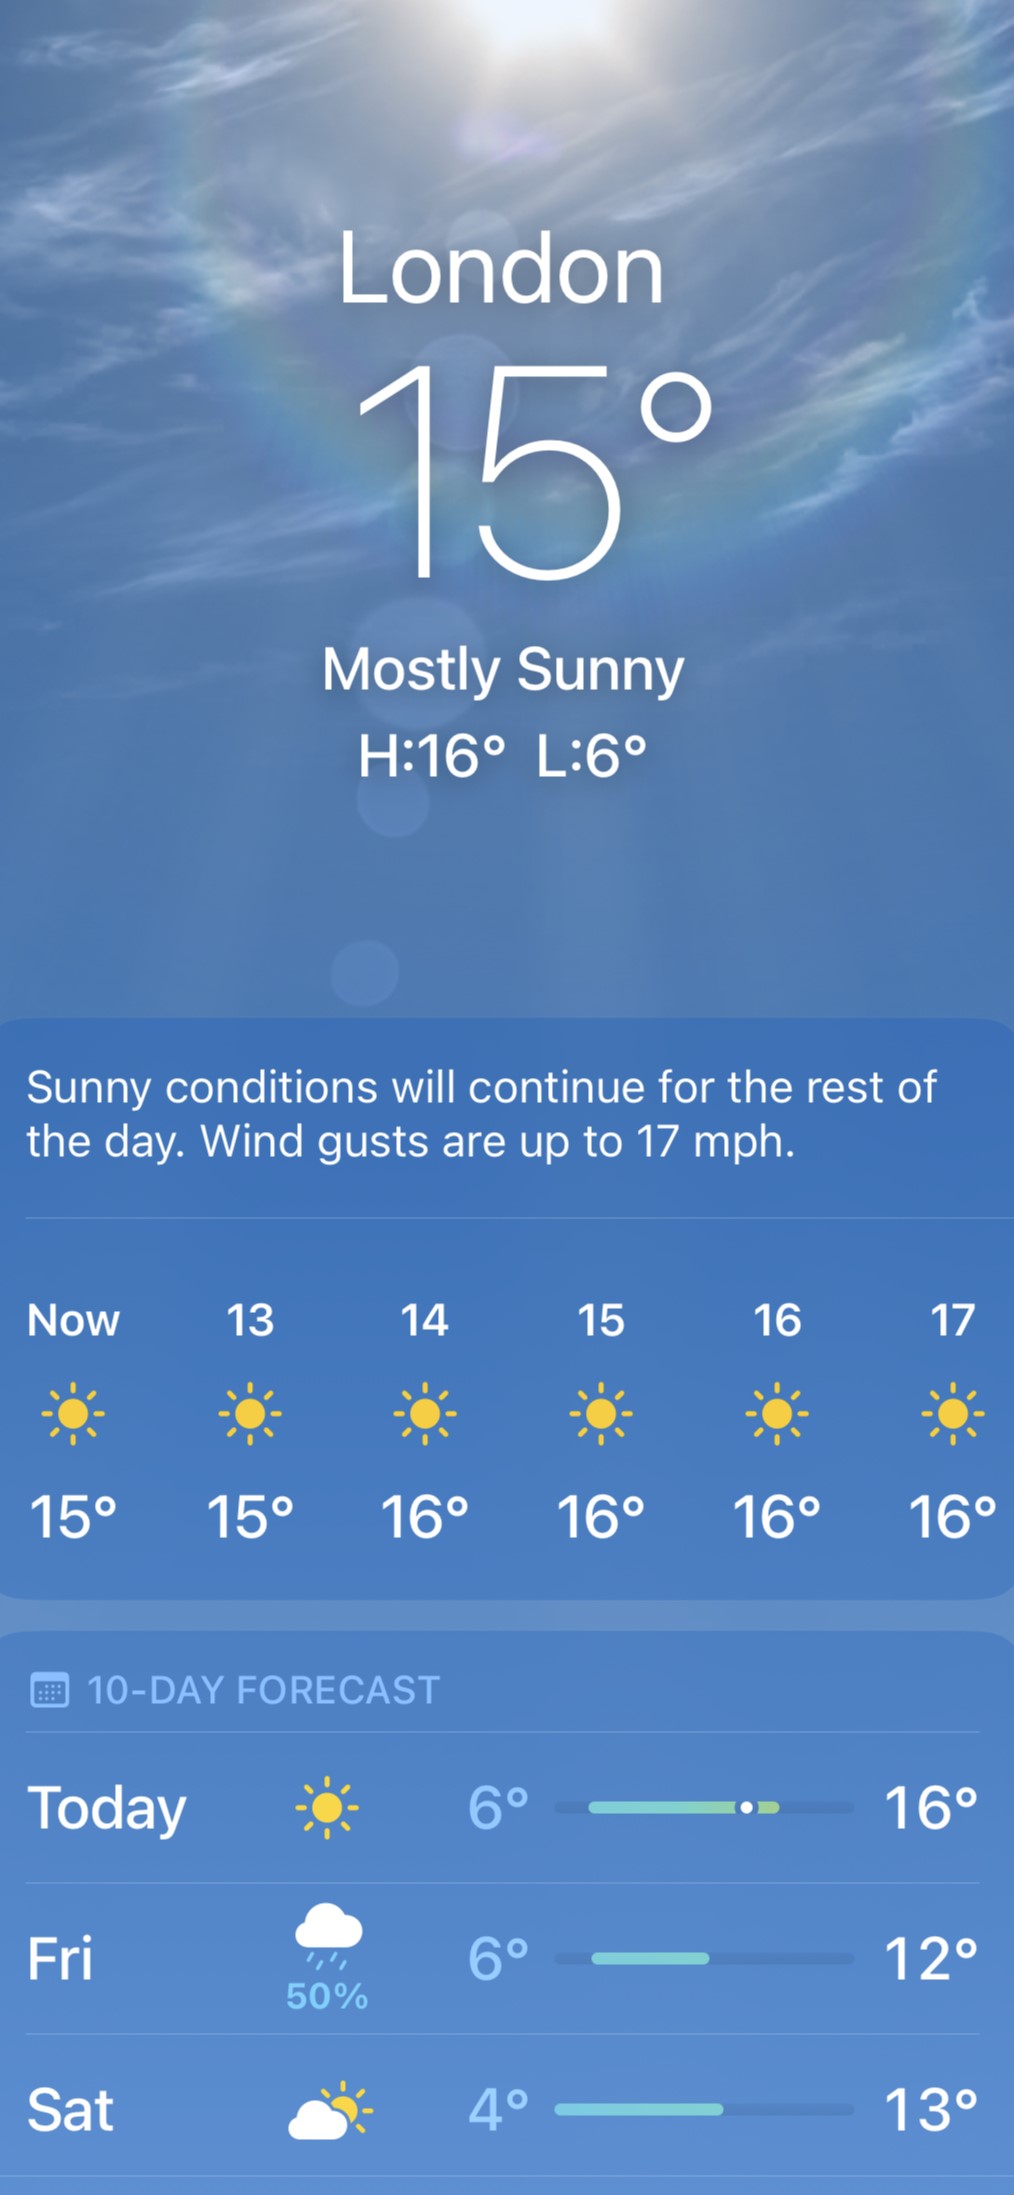 London
15°
Mostly Sunny
H:16° L:6°
Sunny conditions will continue for the rest of
the day. Wind gusts are up to 17 mph.
Now 13 14 15 16 17
15° 15° 16° 16° 16° 16°
10-DAY FORECAST
Today 6° 16°
Fri 50% 6° 12°
Sat 4° 13°